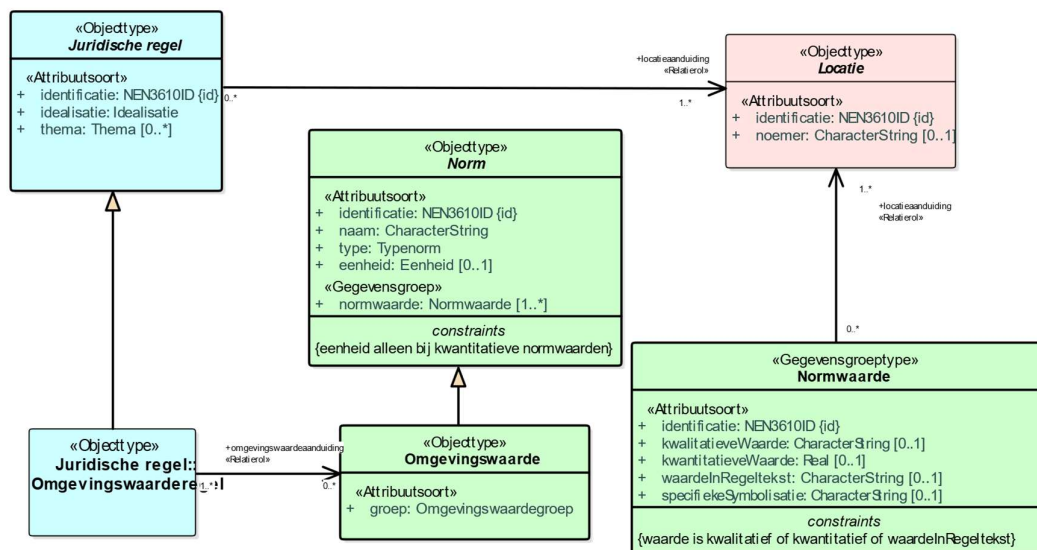 «Objecttype»
Juridische regel
«Attribuutsoort»
+ identificatie: NEN3610ID {id}
+ idealisatie: Idealisatie
+ thema: Thema [0..*]
0..*
+locatieaanduiding
«Relatierol»
1..*
«Objecttype»
Locatie
«Attribuutsoort»
+ identificatie: NEN3610ID {id}
+ noemer: CharacterString [0..1]
«Objecttype»
Norm
«Attribuutsoort»
+ identificatie: NEN3610ID {id}
+ naam: CharacterString
+ type: Typenorm
+ eenheid: Eenheid [0..1]
«Gegevensgroep»
+ normwaarde: Normwaarde [1..*]
constraints
{eenheid alleen bij kwantitatieve normwaarden}
1..*
+locatieaanduiding
«Relatierol»
0..*
«Gegevensgroeptype»
Normwaarde
«Attribuutsoort»
+ identificatie: NEN3610ID {id}
+ kwalitatieveWaarde: CharacterString [0..1]
+ kwantitatieveWaarde: Real [0..1]
+ waardeInRegeltekst: CharacterString [0..1]
+ specifiekeSymbolisatie: CharacterString [0..1]
constraints
{waarde is kwalitatief of kwantitatief of waardeInRegeltekst}
«Objecttype»
Juridische regel::
Omgevingswaarderegel
+omgevingswaardeaanduiding
«Relatierol»
1..*
0..*
«Objecttype»
Omgevingswaarde
«Attribuutsoort»
+ groep: Omgevingswaardegroep